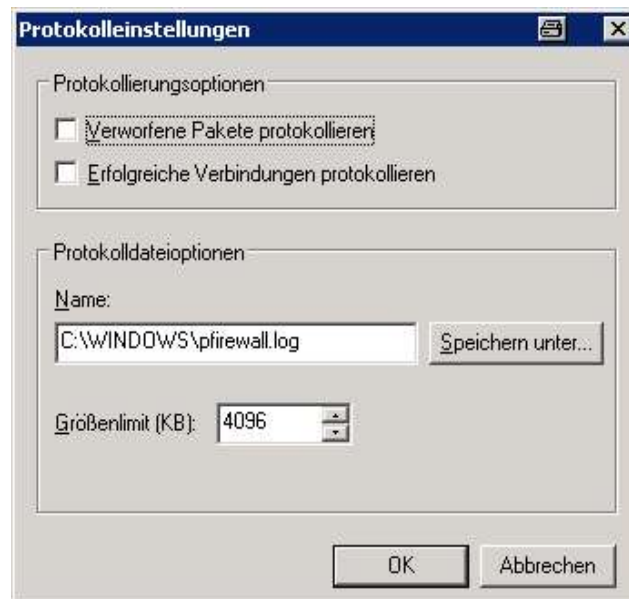 Protokolleinstellungen
Protokollierungsoptionen
Verworfene Pakete protokollieren
Erfolgreiche Verbindungen protokollieren
Protokolldateioptionen
Name:
C:\WINDOWS\pfirewall.log
Speichern unter...
Größenlimit (KB):
4096
OK
Abbrechen